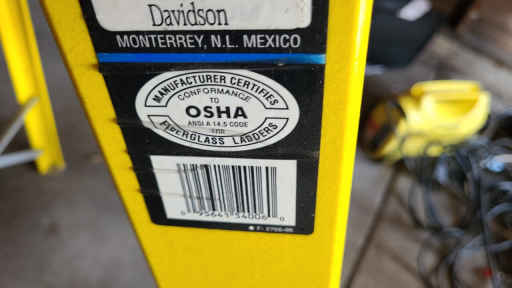 Davidson
MONTERREY, N.L. MEXICO
MANUFACTURER CERTIFIES
CONFORMANCE
TO
OSHA
ANSI A 14.5 CODE
FOR
FIBERGLASS LADDERS